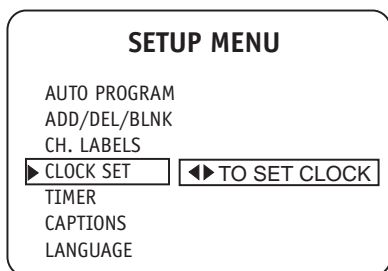 SETUP MENU
AUTO PROGRAM
ADD/DEL/BLNK
CH. LABELS
CLOCK SET ◀▶ TO SET CLOCK
TIMER
CAPTIONS
LANGUAGE